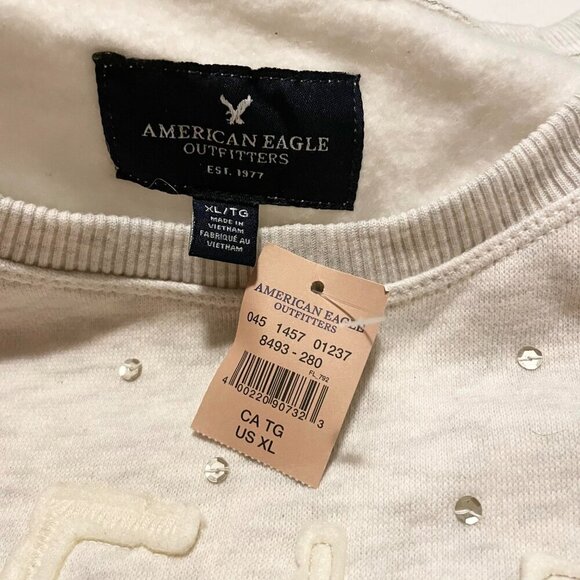 AMERICAN EAGLE
OUTFITTERS
EST. 1977
XL/TG
MADE IN
VIETNAM
FABRIQUÉ AU
VIETNAM
AMERICAN EAGLE
OUTFITTERS
045 1457 01237
8493-280
FL_792
4 00220 90732 3
CA TG
US XL